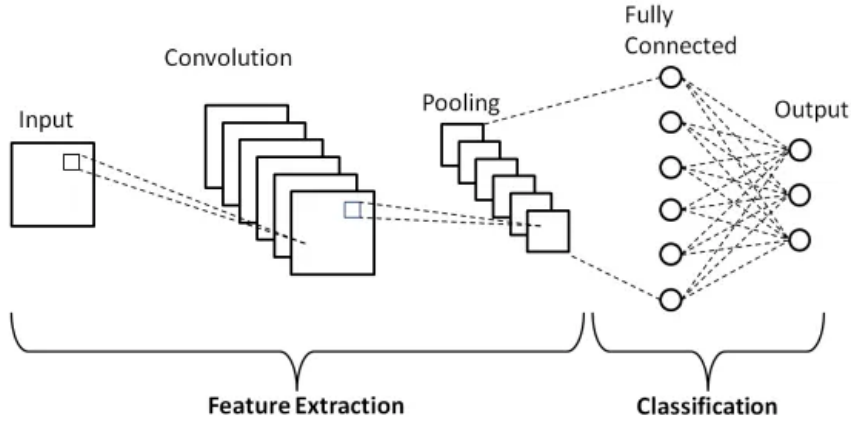 Input
Convolution
Pooling
Fully
Connected
Output
Feature Extraction
Classification